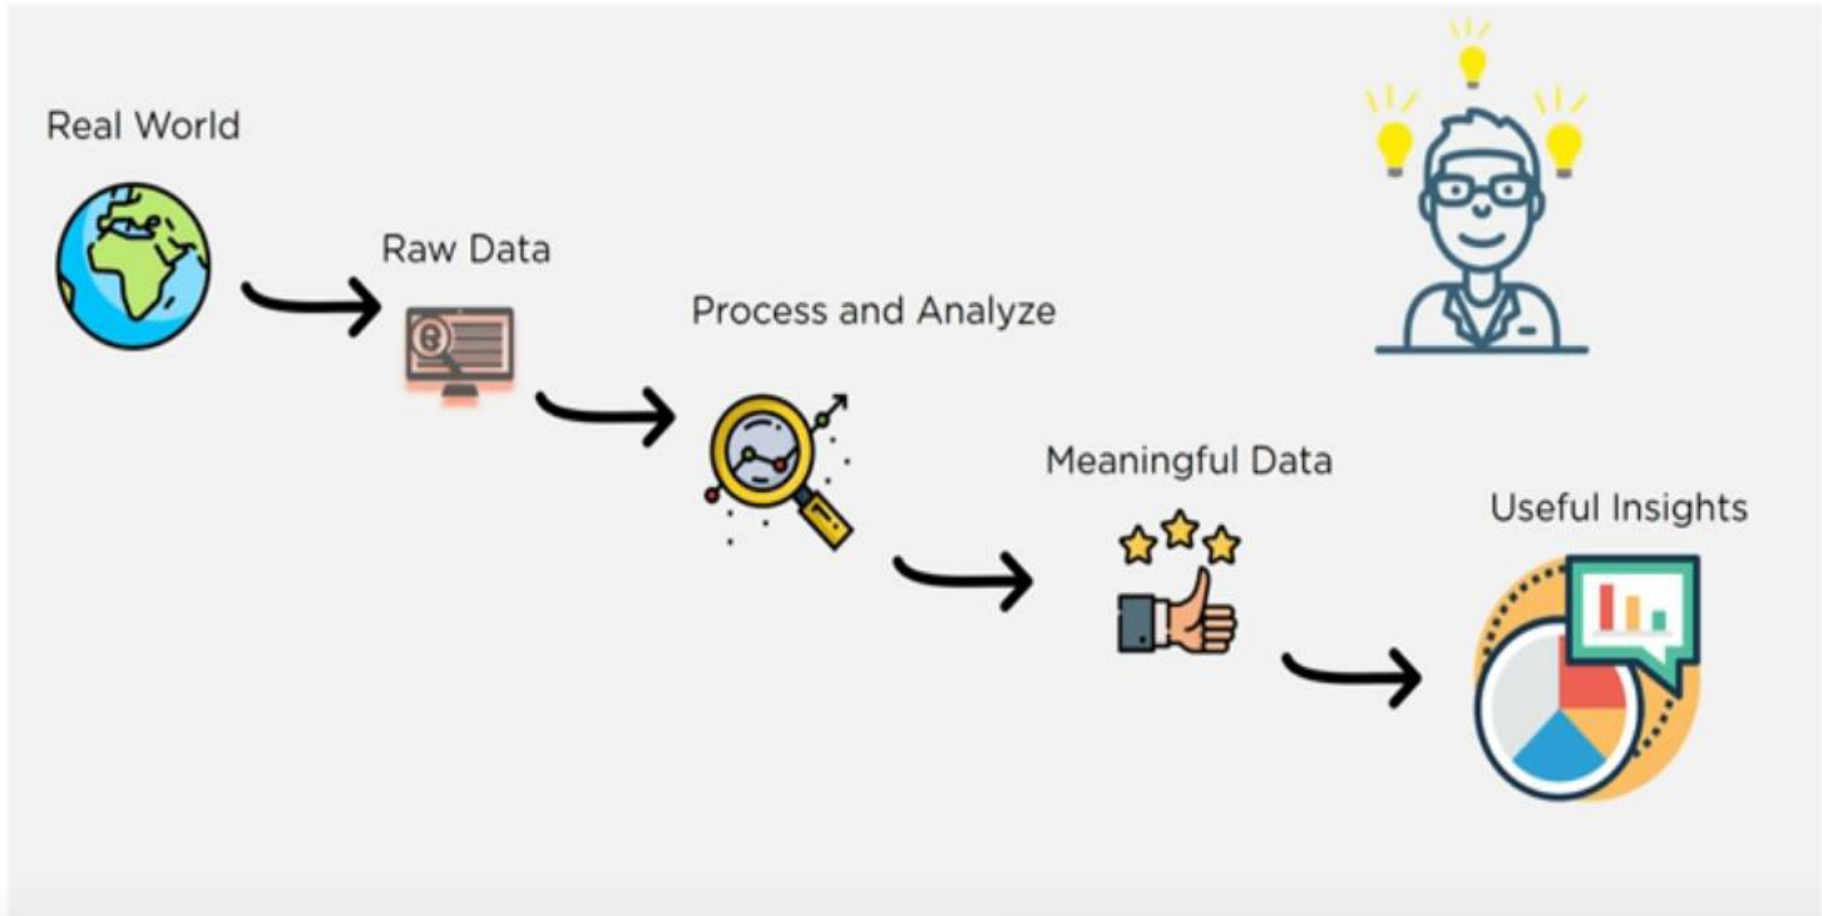 Real World
Raw Data
Process and Analyze
Meaningful Data
Useful Insights